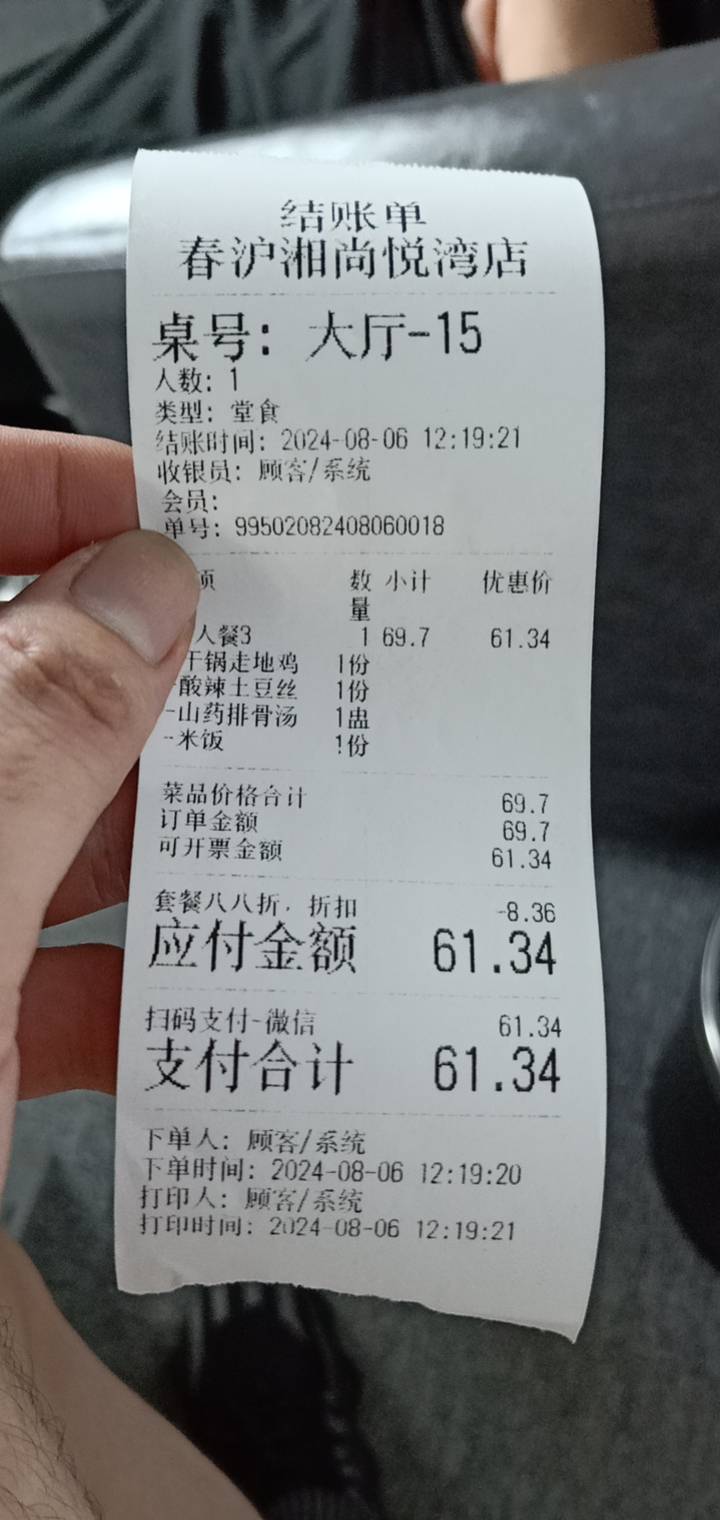 结账单
春沪湘尚悦湾店
桌号: 大厅-15
人数: 1
类型: 堂食
结账时间: 2024-08-06 12:19:21
收银员: 顾客/系统
会员:
单号: 99502082408060018
项 数量 小计 优惠价
人餐3 1 69.7 61.34
干锅走地鸡 1份
-酸辣土豆丝 1份
-山药排骨汤 1盅
-米饭 1份
菜品价格合计 69.7
订单金额 69.7
可开票金额 61.34
套餐八八折, 折扣 -8.36
应付金额 61.34
扫码支付-微信 61.34
支付合计 61.34
下单人: 顾客/系统
下单时间: 2024-08-06 12:19:20
打印人: 顾客/系统
打印时间: 2024-08-06 12:19:21